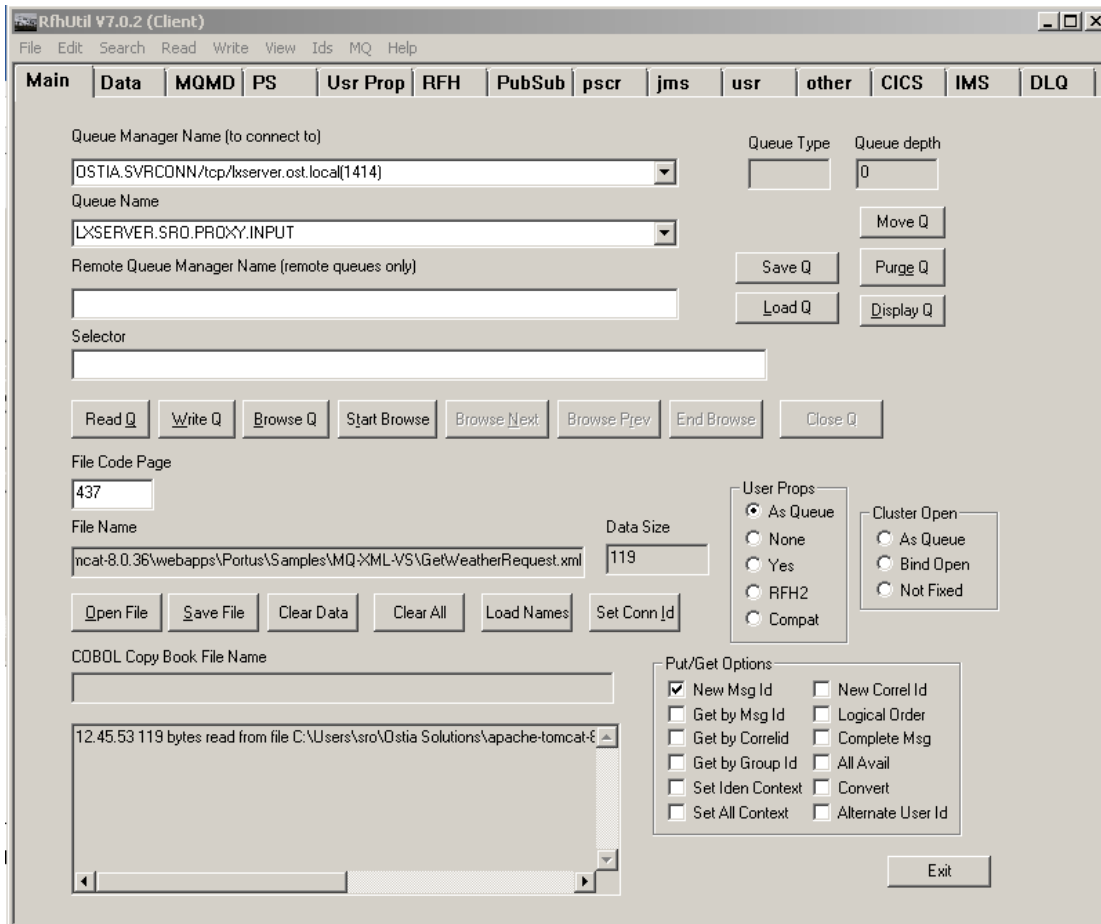 RfhUtil V7.0.2 (Client)
File Edit Search Read Write View Ids MQ Help
Main Data MQMD PS Usr Prop RFH PubSub pscr jms usr other CICS IMS DLQ
Queue Manager Name (to connect to)
Queue Type Queue depth
OSTIA.SVRCONN/tcp/lxserver.ost.local(1414)
0
Queue Name
LXSERVER.SRO.PROXY.INPUT
Move Q
Remote Queue Manager Name (remote queues only)
Save Q Purge Q
Load Q Display Q
Selector
Read Q Write Q Browse Q Start Browse Browse Next Browse Prev End Browse Close Q
File Code Page
437
File Name
Data Size
ncat-8.0.36\webapps\Portus\Samples\MQ-XML-VS\GetWeatherRequest.xml
119
User Props
As Queue
None
Yes
RFH2
Compat
Cluster Open
As Queue
Bind Open
Not Fixed
Open File Save File Clear Data Clear All Load Names Set Conn Id
COBOL Copy Book File Name
12.45.53 119 bytes read from file C:\Users\sro\Ostia Solutions\apache-tomcat-8
Put/Get Options
New Msg Id New Correl Id
Get by Msg Id Logical Order
Get by Correlid Complete Msg
Get by Group Id All Avail
Set Iden Context Convert
Set All Context Alternate User Id
Exit